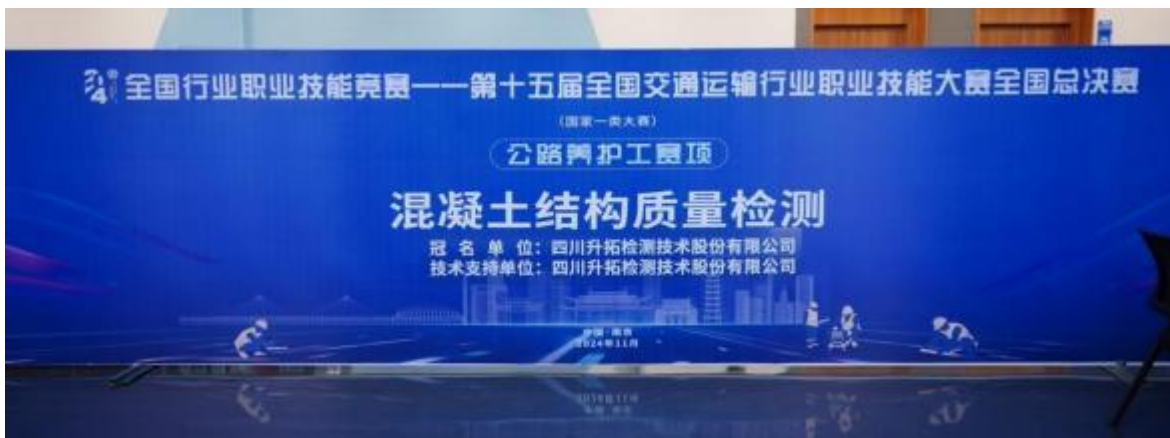 全国行业职业技能竞赛——第十五届全国交通运输行业职业技能大赛全国总决赛
(国家一类大赛)
公路养护工赛项
混凝土结构质量检测
冠名单位：四川升拓检测技术股份有限公司
技术支持单位：四川升拓检测技术股份有限公司
中国·南京
2024年11月